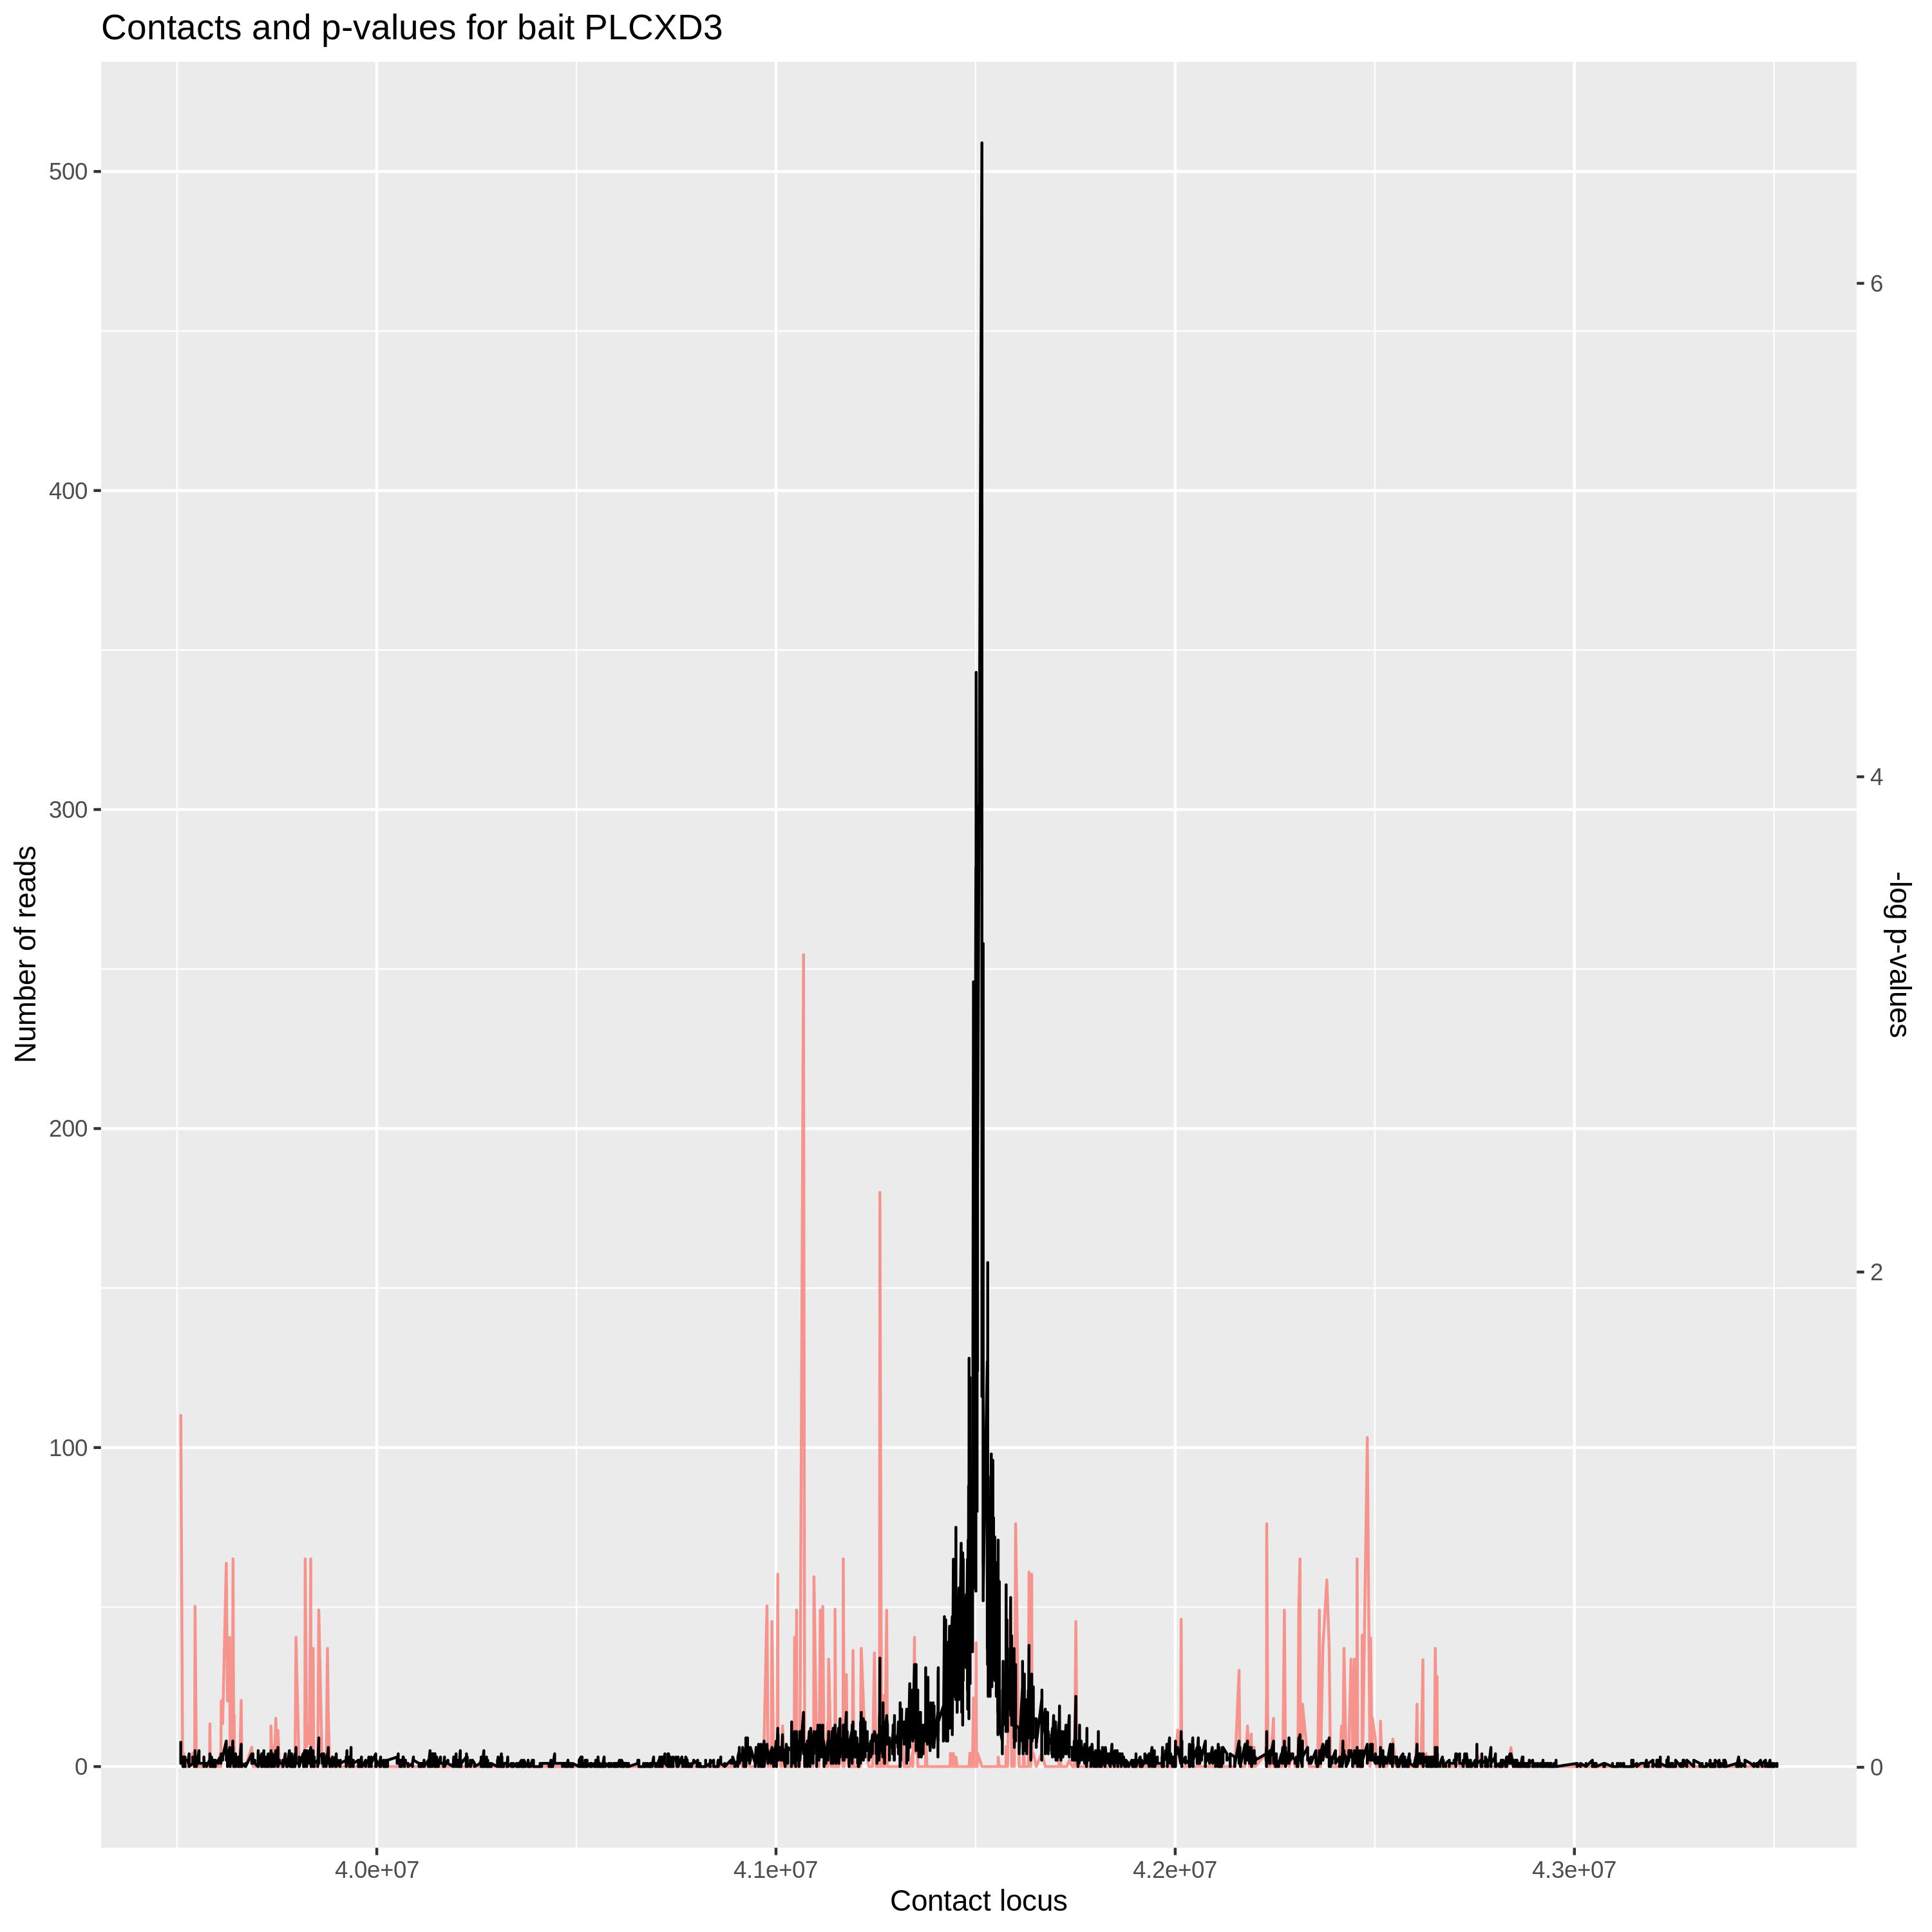 Contacts and p-values for bait PLCXD3
500
400
300
200
100
0
Number of reads
6
4
2
0
-log p-values
4.0e+07
4.1e+07
4.2e+07
4.3e+07
Contact locus